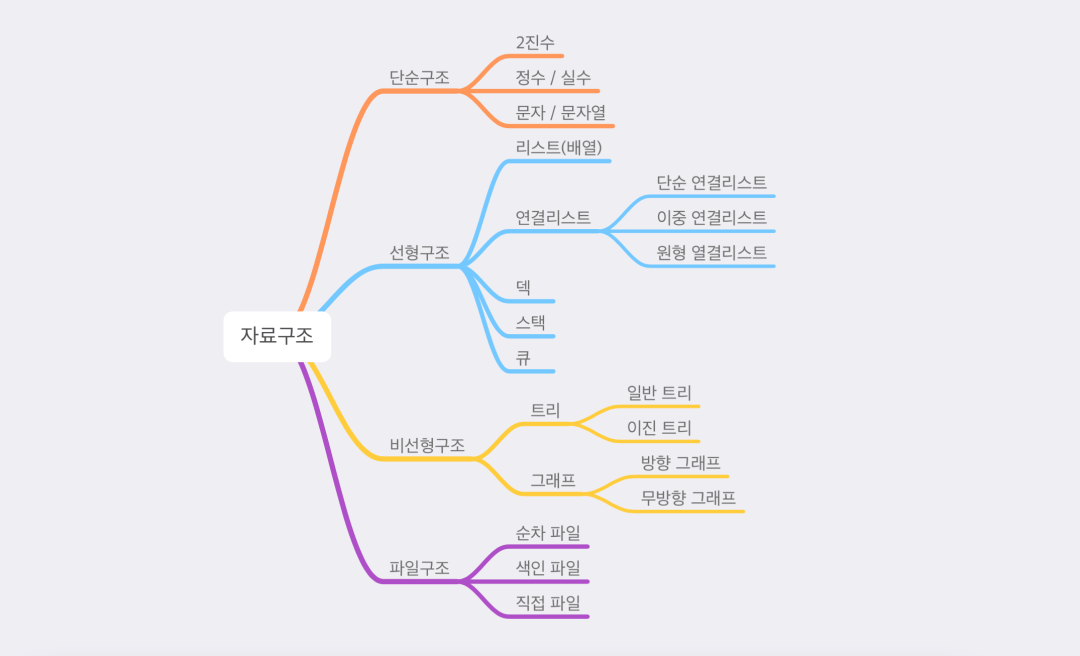 2진수
단순구조
정수 / 실수
문자 / 문자열
리스트(배열)
단순 연결리스트
연결리스트
이중 연결리스트
선형구조
원형 열결리스트
덱
스택
자료구조
큐
일반 트리
트리
이진 트리
비선형구조
방향 그래프
그래프
무방향 그래프
순차 파일
파일구조
색인 파일
직접 파일